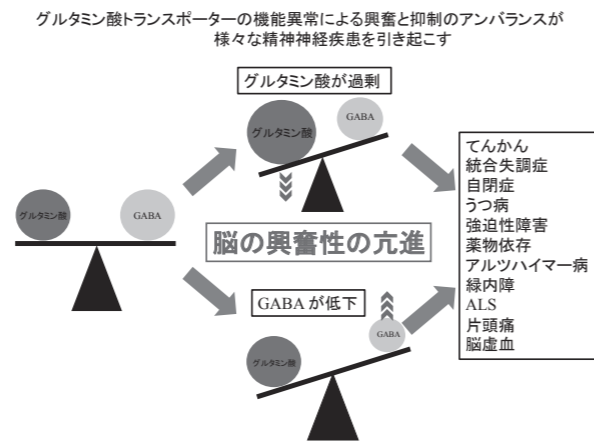 グルタミン酸トランスポーターの機能異常による興奮と抑制のアンバランスが
様々な精神神経疾患を引き起こす
グルタミン酸が過剰
グルタミン酸
GABA
グルタミン酸
GABA
脳の興奮性の亢進
GABAが低下
グルタミン酸
GABA
てんかん
統合失調症
自閉症
うつ病
強迫性障害
薬物依存
アルツハイマー病
緑内障
ALS
片頭痛
脳虚血